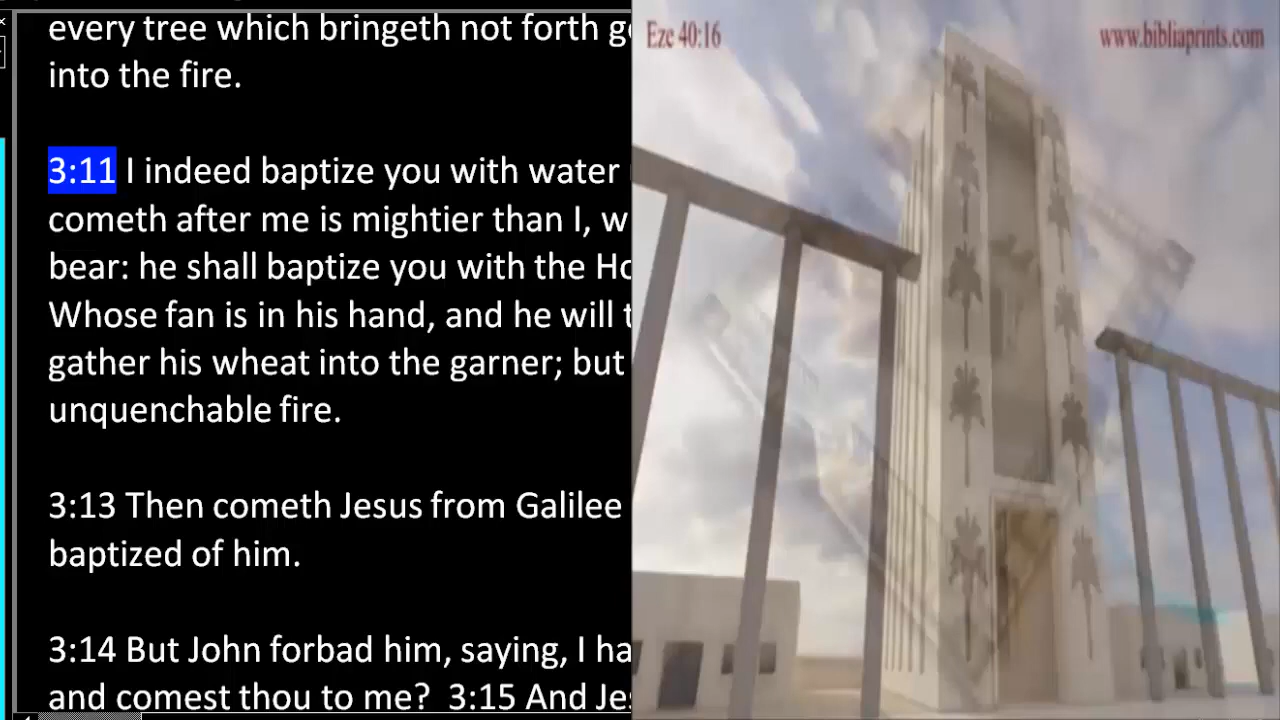 every tree which bringeth not forth
into the fire.
3:11 I indeed baptize you with water
cometh after me is mightier than I,
bear: he shall baptize you with the
Whose fan is in his hand, and he will
gather his wheat into the garner; but
unquenchable fire.
3:13 Then cometh Jesus from Galilee
baptized of him.
3:14 But John forbad him, saying, I
and comest thou to me? 3:15 And
Eze 40:16
www.bibliaprints.com